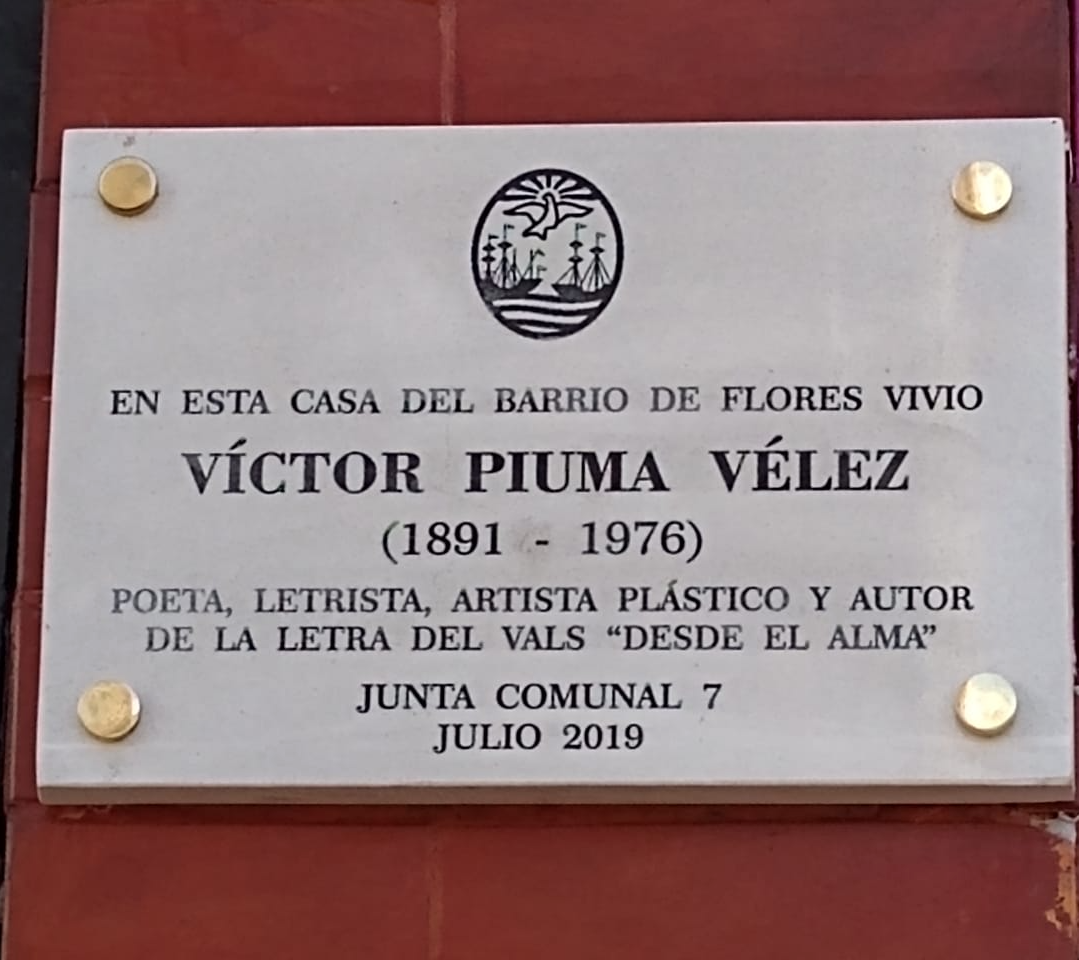 EN ESTA CASA DEL BARRIO DE FLORES VIVIO
VÍCTOR PIUMA VÉLEZ
(1891 - 1976)
POETA, LETRISTA, ARTISTA PLÁSTICO Y AUTOR
DE LA LETRA DEL VALS “DESDE EL ALMA”
JUNTA COMUNAL 7
JULIO 2019